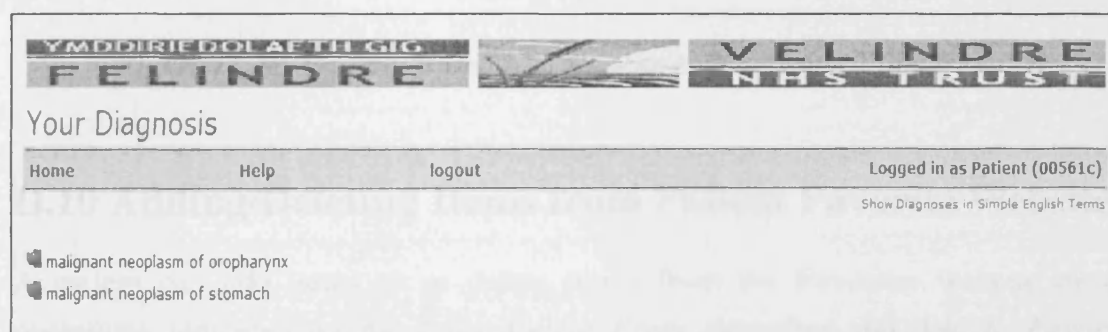 YMDDIRIEDOLAETH GIG
FELINDRE
VELINDRE
NHS TRUST
Your Diagnosis
Home Help logout Logged in as Patient (00561c)
Show Diagnoses in Simple English Terms
malignant neoplasm of oropharynx
malignant neoplasm of stomach